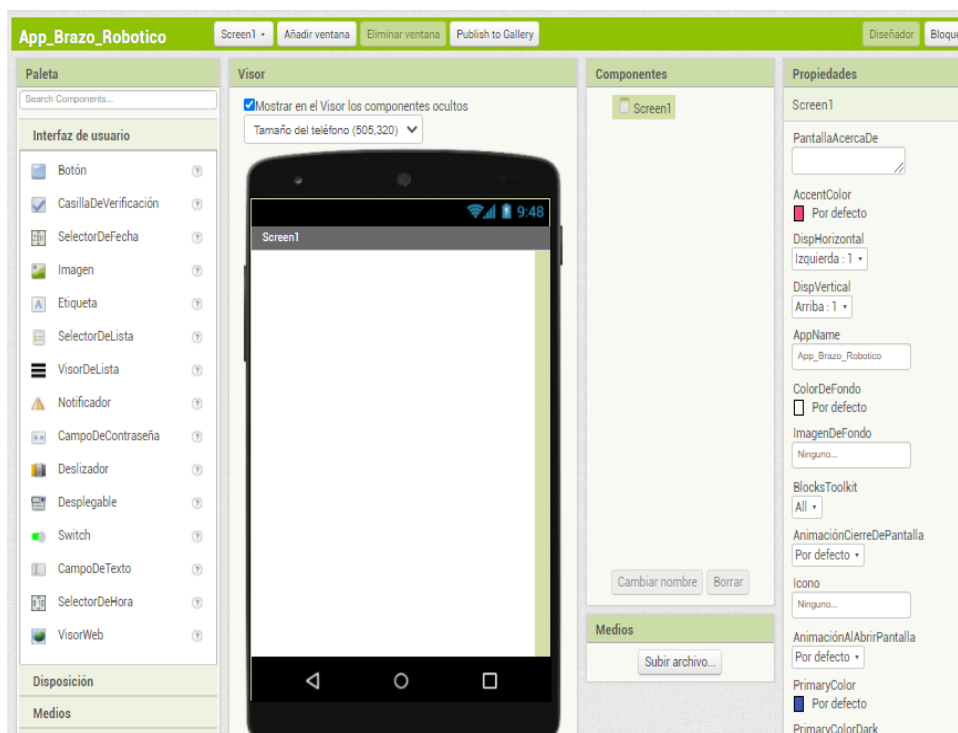 App_Brazo_Robotico
Screen1
Añadir ventana
Eliminar ventana
Publish to Gallery
Diseñador
Bloque
Paleta
Search Components...
Interfaz de usuario
Botón
CasillaDeVerificación
SelectorDeFecha
Imagen
Etiqueta
SelectorDeLista
VisorDeLista
Notificador
CampoDeContraseña
Deslizador
Desplegable
Switch
CampoDeTexto
SelectorDeHora
VisorWeb
Disposición
Medios
Visor
Mostrar en el Visor los componentes ocultos
Tamaño del teléfono (505,320)
9:48
Screen1
Componentes
Screen1
Cambiar nombre
Borrar
Medios
Subir archivo...
Propiedades
Screen1
PantallaAcercaDe
AccentColor
Por defecto
DispHorizontal
Izquierda : 1
DispVertical
Arriba : 1
AppName
App_Brazo_Robotico
ColorDeFondo
Por defecto
ImagenDeFondo
Ninguno...
BlocksToolkit
All
AnimaciónCierreDePantalla
Por defecto
Icono
Ninguno...
AnimaciónAlAbrirPantalla
Por defecto
PrimaryColor
Por defecto
PrimaryColorDark